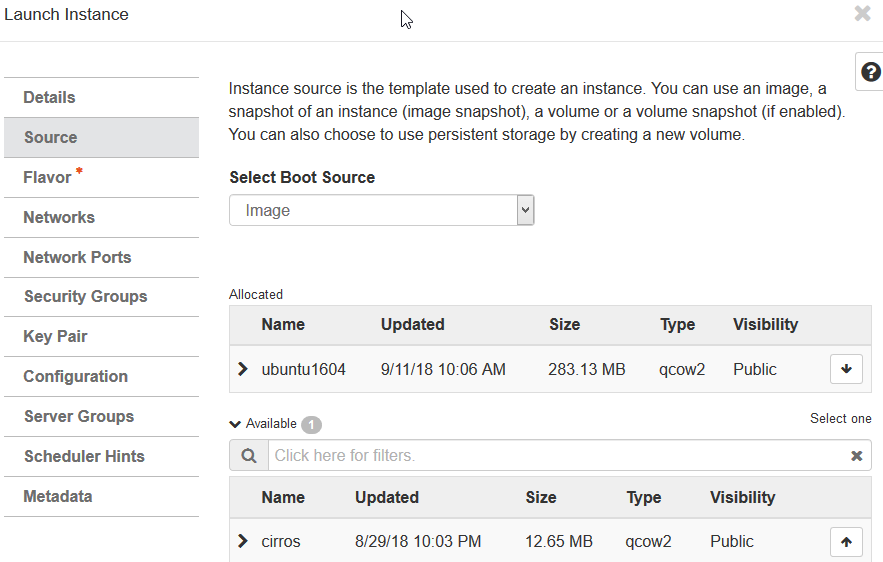 Launch Instance
Details
Source
Flavor *
Networks
Network Ports
Security Groups
Key Pair
Configuration
Server Groups
Scheduler Hints
Metadata
Instance source is the template used to create an instance. You can use an image, a
snapshot of an instance (image snapshot), a volume or a volume snapshot (if enabled).
You can also choose to use persistent storage by creating a new volume.
Select Boot Source
Image
Allocated
Name Updated Size Type Visibility
ubuntu1604 9/11/18 10:06 AM 283.13 MB qcow2 Public
Available 1 Select one
Click here for filters.
Name Updated Size Type Visibility
cirros 8/29/18 10:03 PM 12.65 MB qcow2 Public